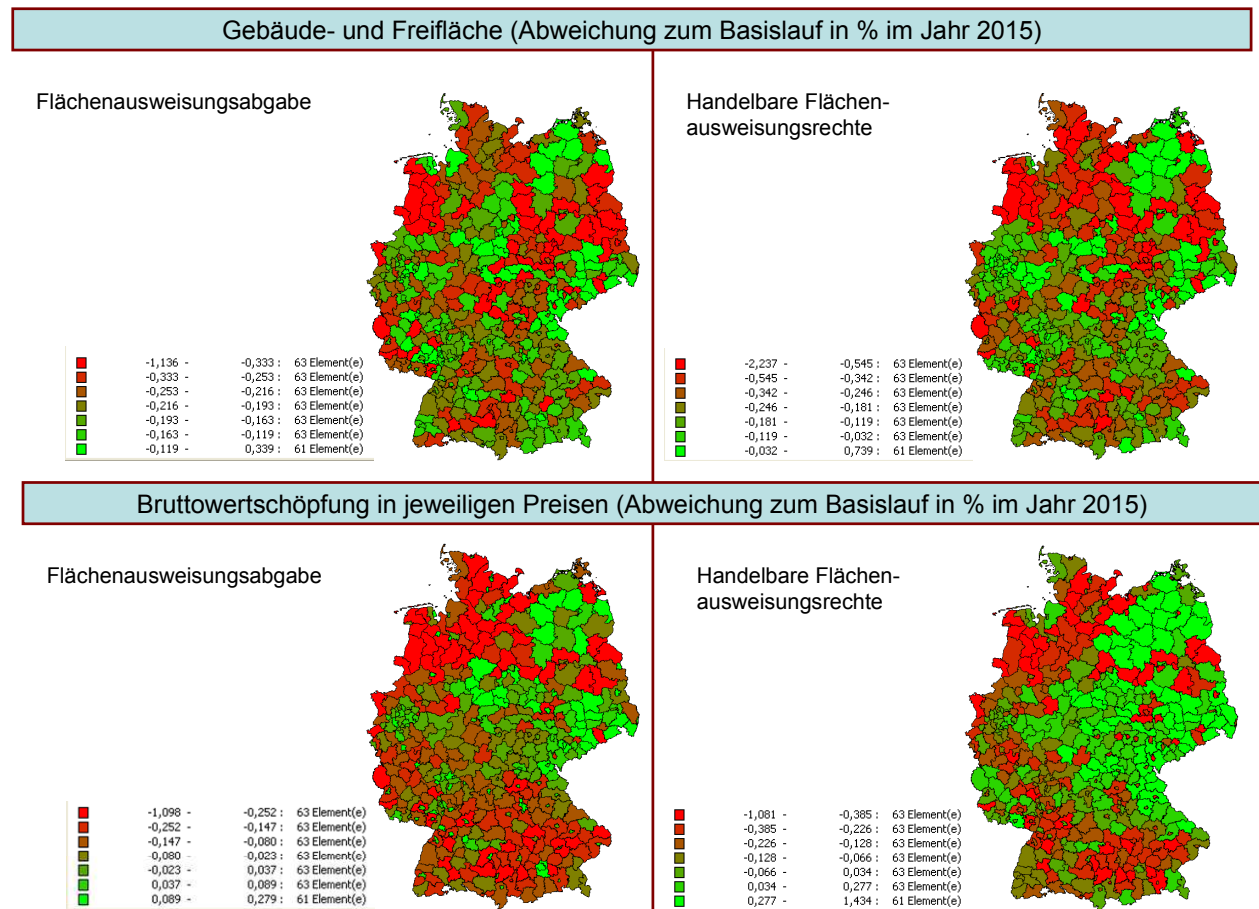 Gebäude- und Freifläche (Abweichung zum Basislauf in % im Jahr 2015)
Flächenausweisungsabgabe
-1,136 - -0,333 : 63 Element(e)
-0,333 - -0,253 : 63 Element(e)
-0,253 - -0,216 : 63 Element(e)
-0,216 - -0,193 : 63 Element(e)
-0,193 - -0,163 : 63 Element(e)
-0,163 - -0,119 : 63 Element(e)
-0,119 - 0,339 : 61 Element(e)
Handelbare Flächen-
ausweisungsrechte
-2,237 - -0,545 : 63 Element(e)
-0,545 - -0,342 : 63 Element(e)
-0,342 - -0,246 : 63 Element(e)
-0,246 - -0,181 : 63 Element(e)
-0,181 - -0,119 : 63 Element(e)
-0,119 - -0,032 : 63 Element(e)
-0,032 - 0,739 : 61 Element(e)
Bruttowertschöpfung in jeweiligen Preisen (Abweichung zum Basislauf in % im Jahr 2015)
Flächenausweisungsabgabe
-1,098 - -0,252 : 63 Element(e)
-0,252 - -0,147 : 63 Element(e)
-0,147 - -0,080 : 63 Element(e)
-0,080 - -0,023 : 63 Element(e)
-0,023 - 0,037 : 63 Element(e)
0,037 - 0,089 : 63 Element(e)
0,089 - 0,279 : 61 Element(e)
Handelbare Flächen-
ausweisungsrechte
-1,081 - -0,385 : 63 Element(e)
-0,385 - -0,226 : 63 Element(e)
-0,226 - -0,128 : 63 Element(e)
-0,128 - -0,066 : 63 Element(e)
-0,066 - 0,034 : 63 Element(e)
0,034 - 0,277 : 63 Element(e)
0,277 - 1,434 : 61 Element(e)